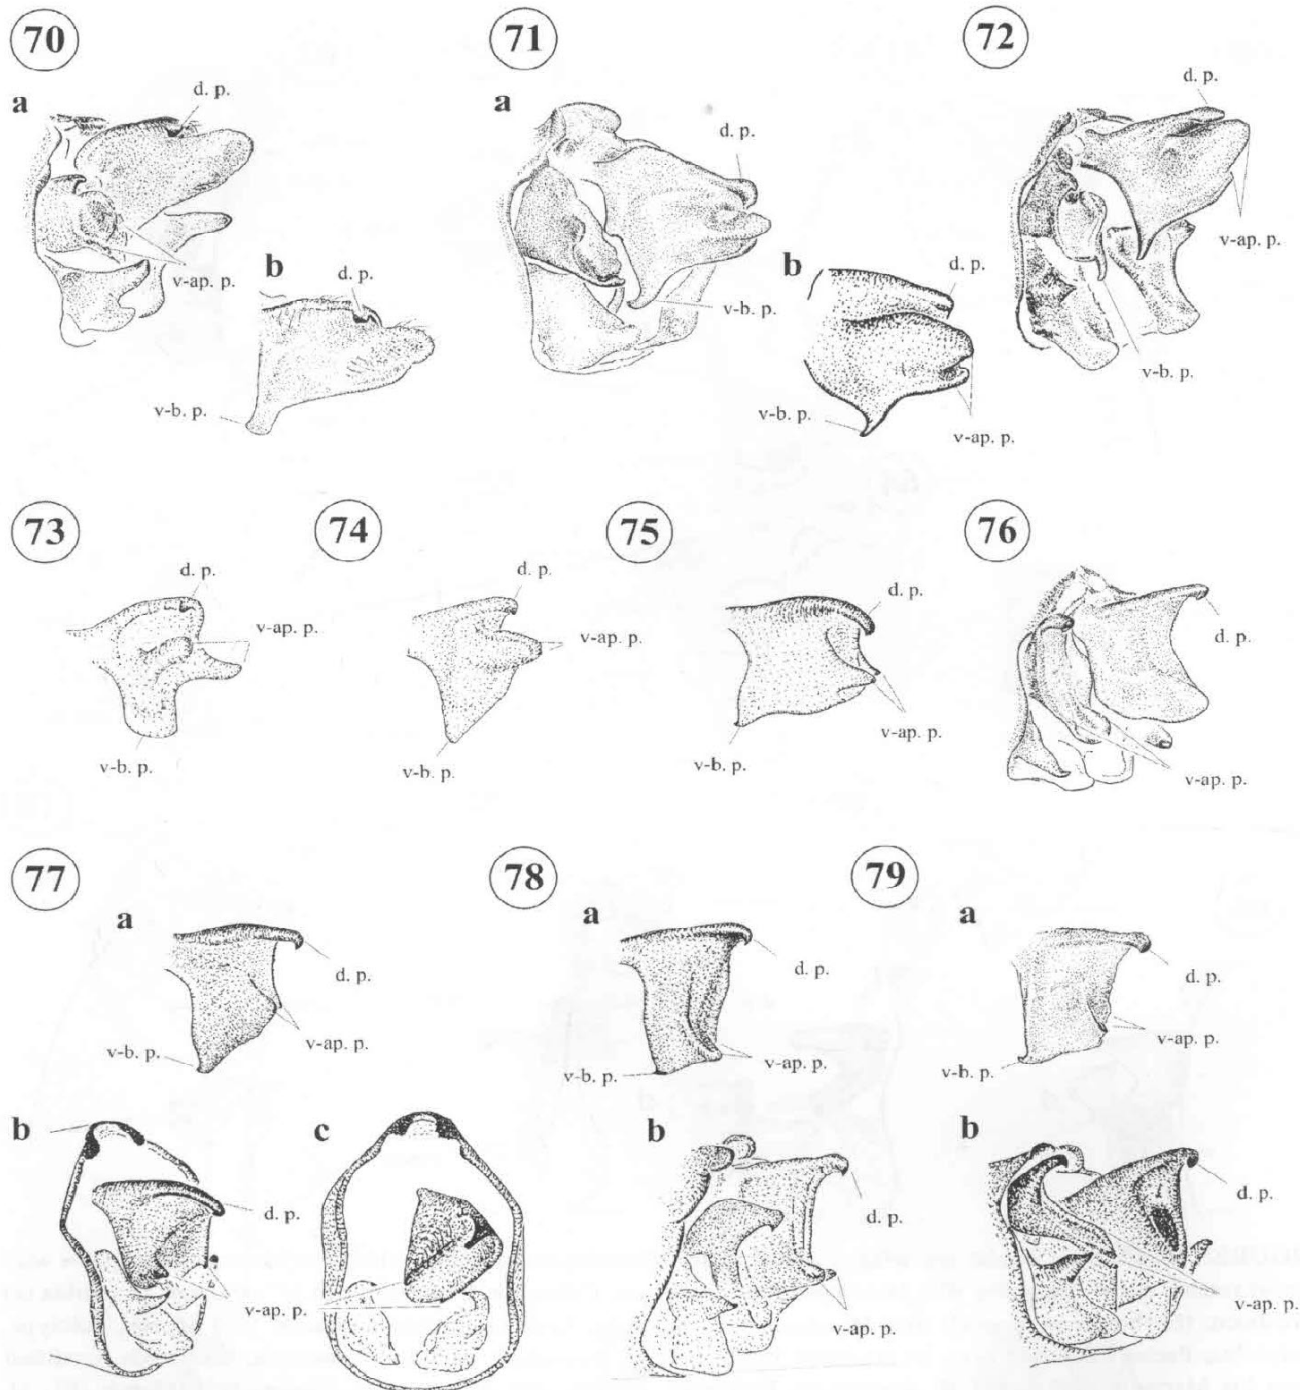 70
71
72
a
d. p.
v-ap. p.
b
d. p.
v-b. p.
a
d. p.
v-b. p.
b
d. p.
v-b. p.
v-ap. p.
d. p.
v-ap. p.
v-b. p.
73
74
75
76
d. p.
v-ap. p.
v-b. p.
d. p.
v-ap. p.
v-b. p.
d. p.
v-ap. p.
v-b. p.
d. p.
v-ap. p.
77
78
79
a
d. p.
v-ap. p.
v-b. p.
a
d. p.
v-ap. p.
v-b. p.
a
d. p.
v-ap. p.
v-b. p.
b
d. p.
c
v-ap. p.
b
d. p.
v-ap. p.
b
d. p.
v-ap. p.